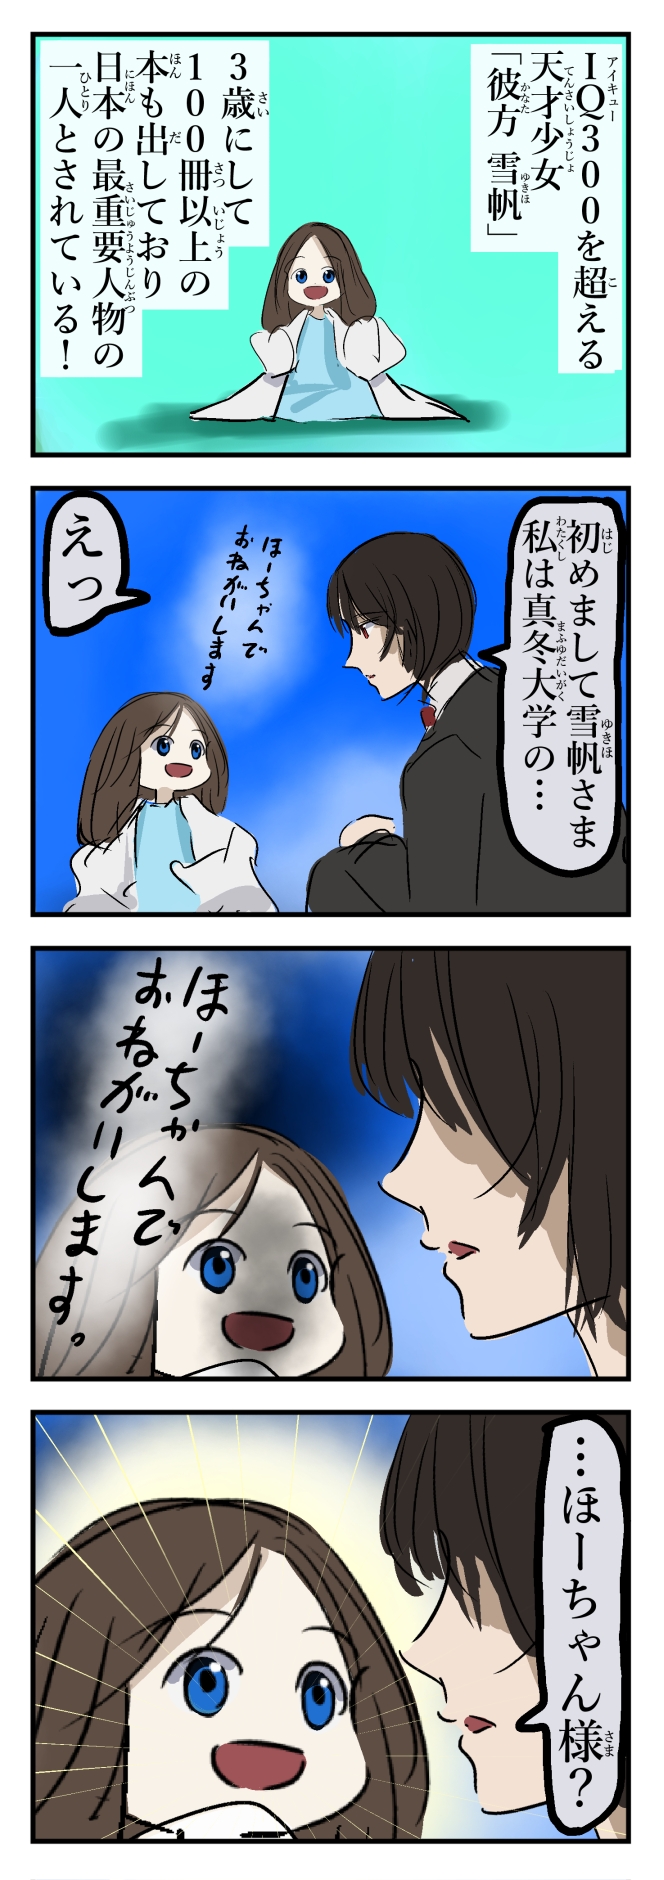 IQ300を超える
天才少女
「彼方 雪帆」
3歳にして
100冊以上の
本も出しており
日本の最重要人物の
一人とされている！
初めまして雪帆さま
私は真冬大学の…
ほーちゃんで
おねがいします
えっ
ほーちゃんで
おねがいします。
…ほーちゃん様？